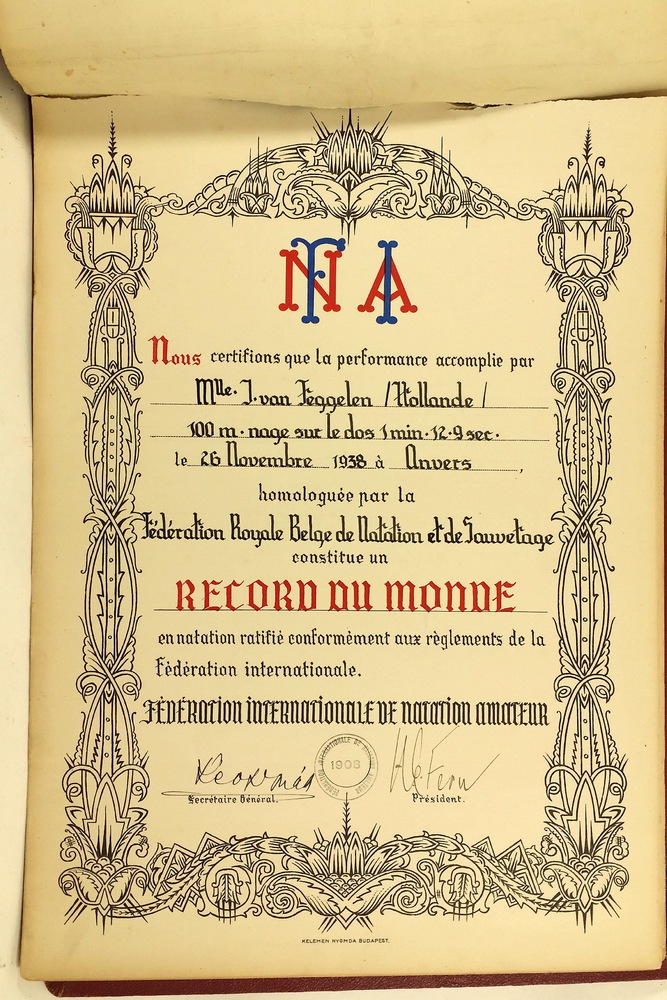 FINA
Nous certifions que la performance accomplie par
Mlle. I. van Feggelen /Hollande/
100 m. nage sur le dos 1 min. 12.9 sec.
le 26 Novembre 1938 à Anvers,
homologuée par la
Fédération Royale Belge de Natation et de Sauvetage
constitue un
RECORD DU MONDE
en natation ratifié conformément aux règlements de la
Fédération internationale.
FÉDÉRATION INTERNATIONALE DE NATATION AMATEUR
1908
Secrétaire Général.
Président.
KELEMEN NYOMDA BUDAPEST.